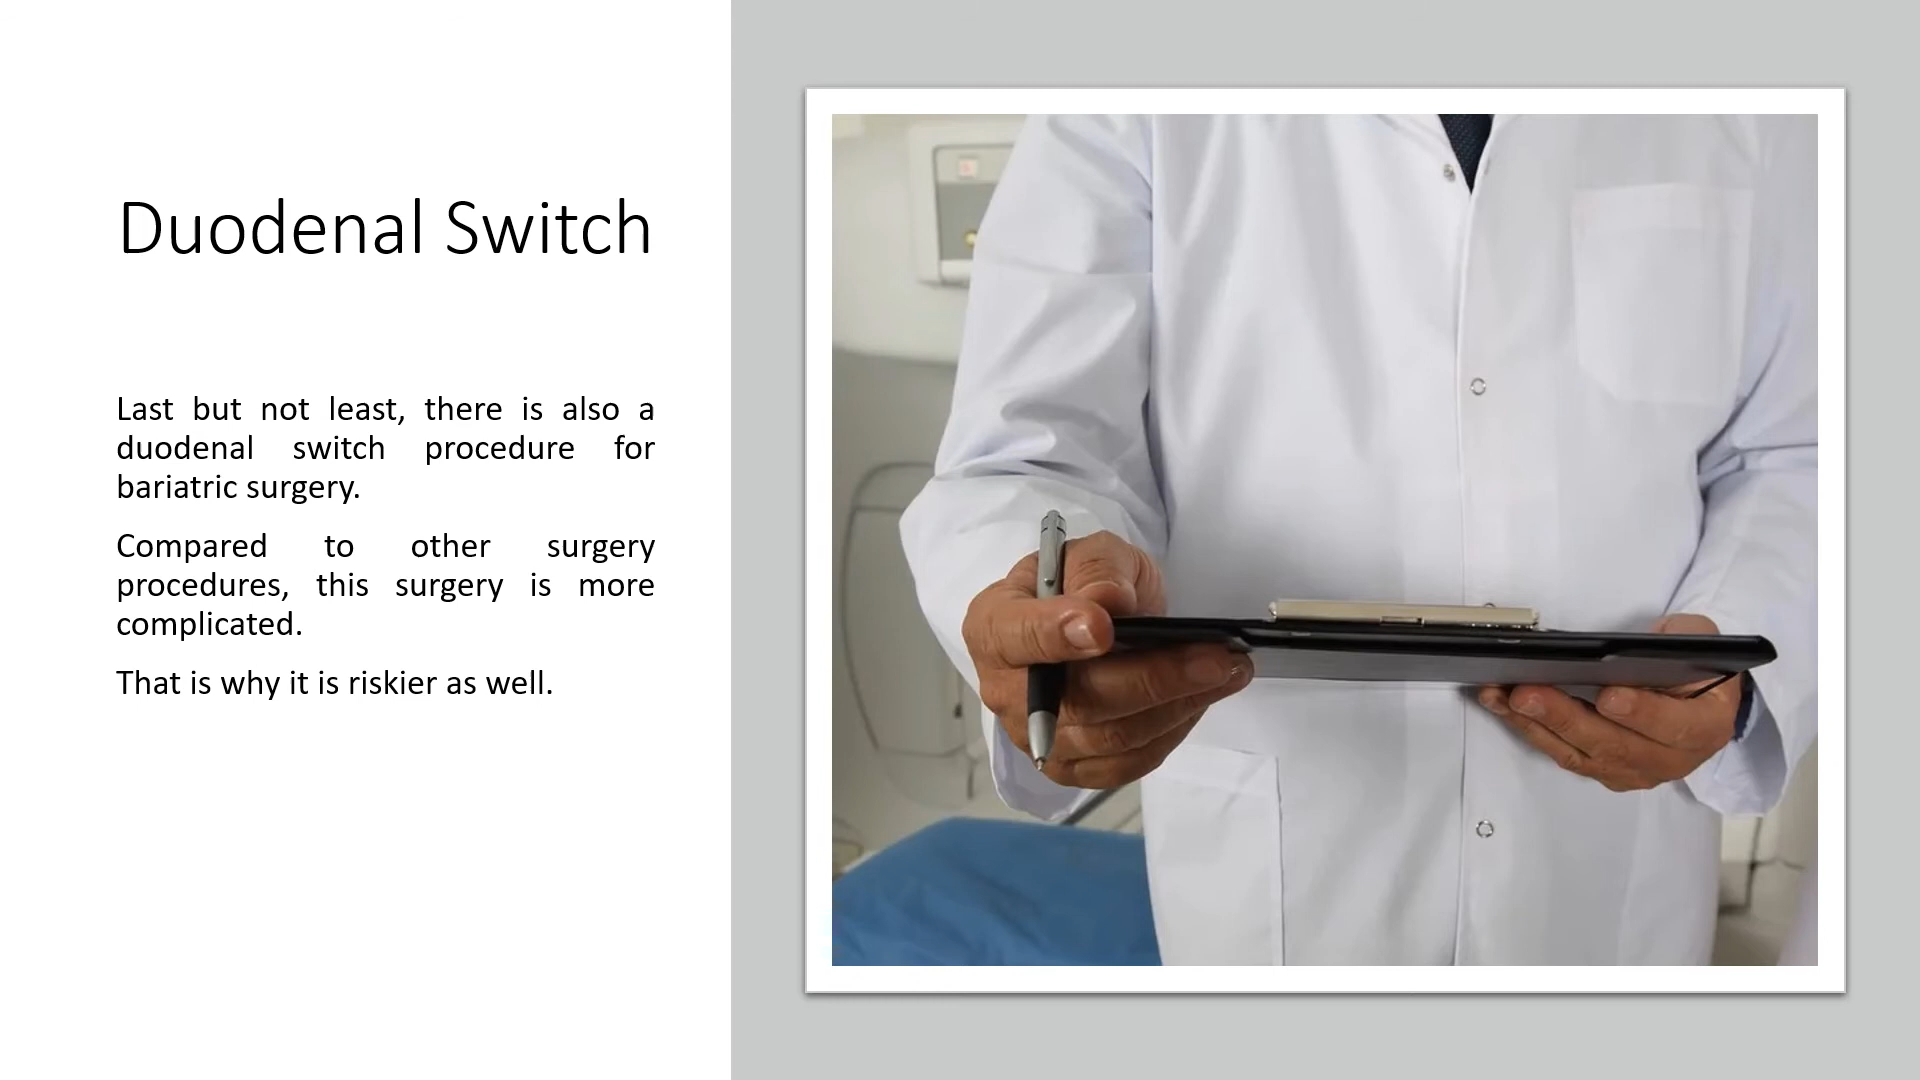 Duodenal Switch
Last but not least, there is also a
duodenal switch procedure for
bariatric surgery.
Compared to other surgery
procedures, this surgery is more
complicated.
That is why it is riskier as well.